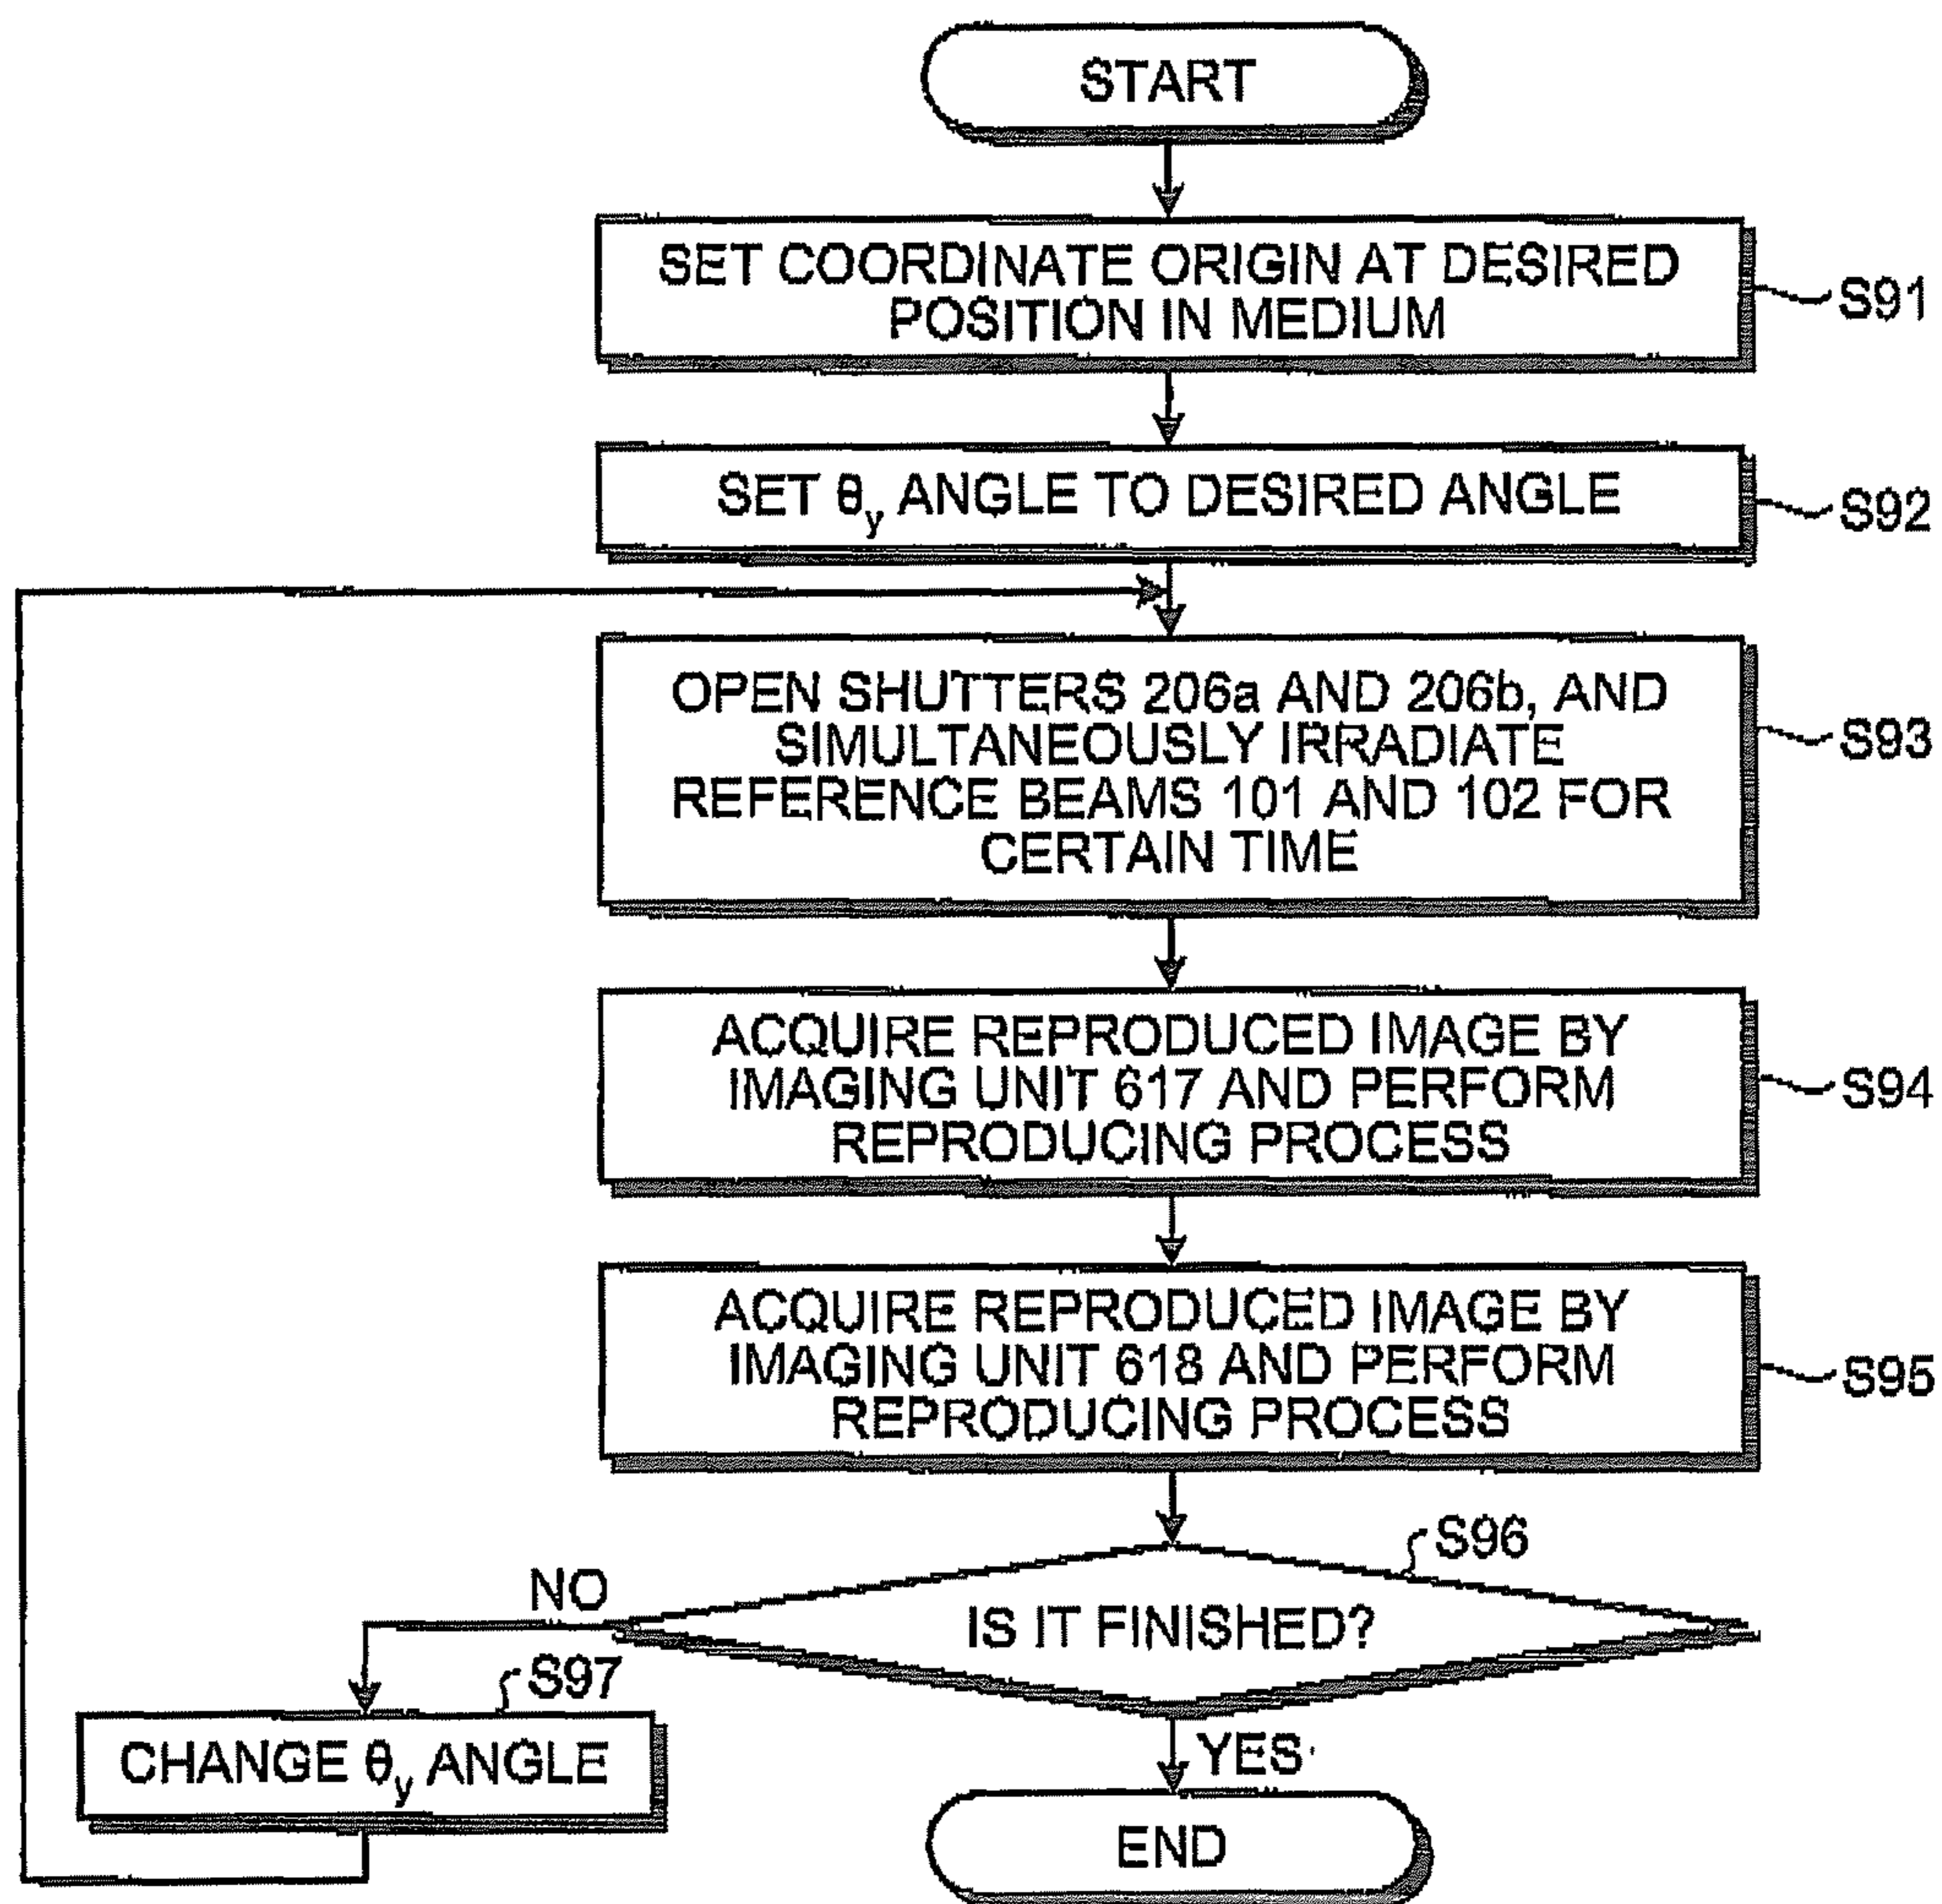 START
SET COORDINATE ORIGIN AT DESIRED
POSITION IN MEDIUM
S91
SET θy ANGLE TO DESIRED ANGLE
S92
OPEN SHUTTERS 206a AND 206b, AND
SIMULTANEOUSLY IRRADIATE
REFERENCE BEAMS 101 AND 102 FOR
CERTAIN TIME
S93
ACQUIRE REPRODUCED IMAGE BY
IMAGING UNIT 617 AND PERFORM
REPRODUCING PROCESS
S94
ACQUIRE REPRODUCED IMAGE BY
IMAGING UNIT 618 AND PERFORM
REPRODUCING PROCESS
S95
S96
IS IT FINISHED?
NO
S97
CHANGE θy ANGLE
YES
END